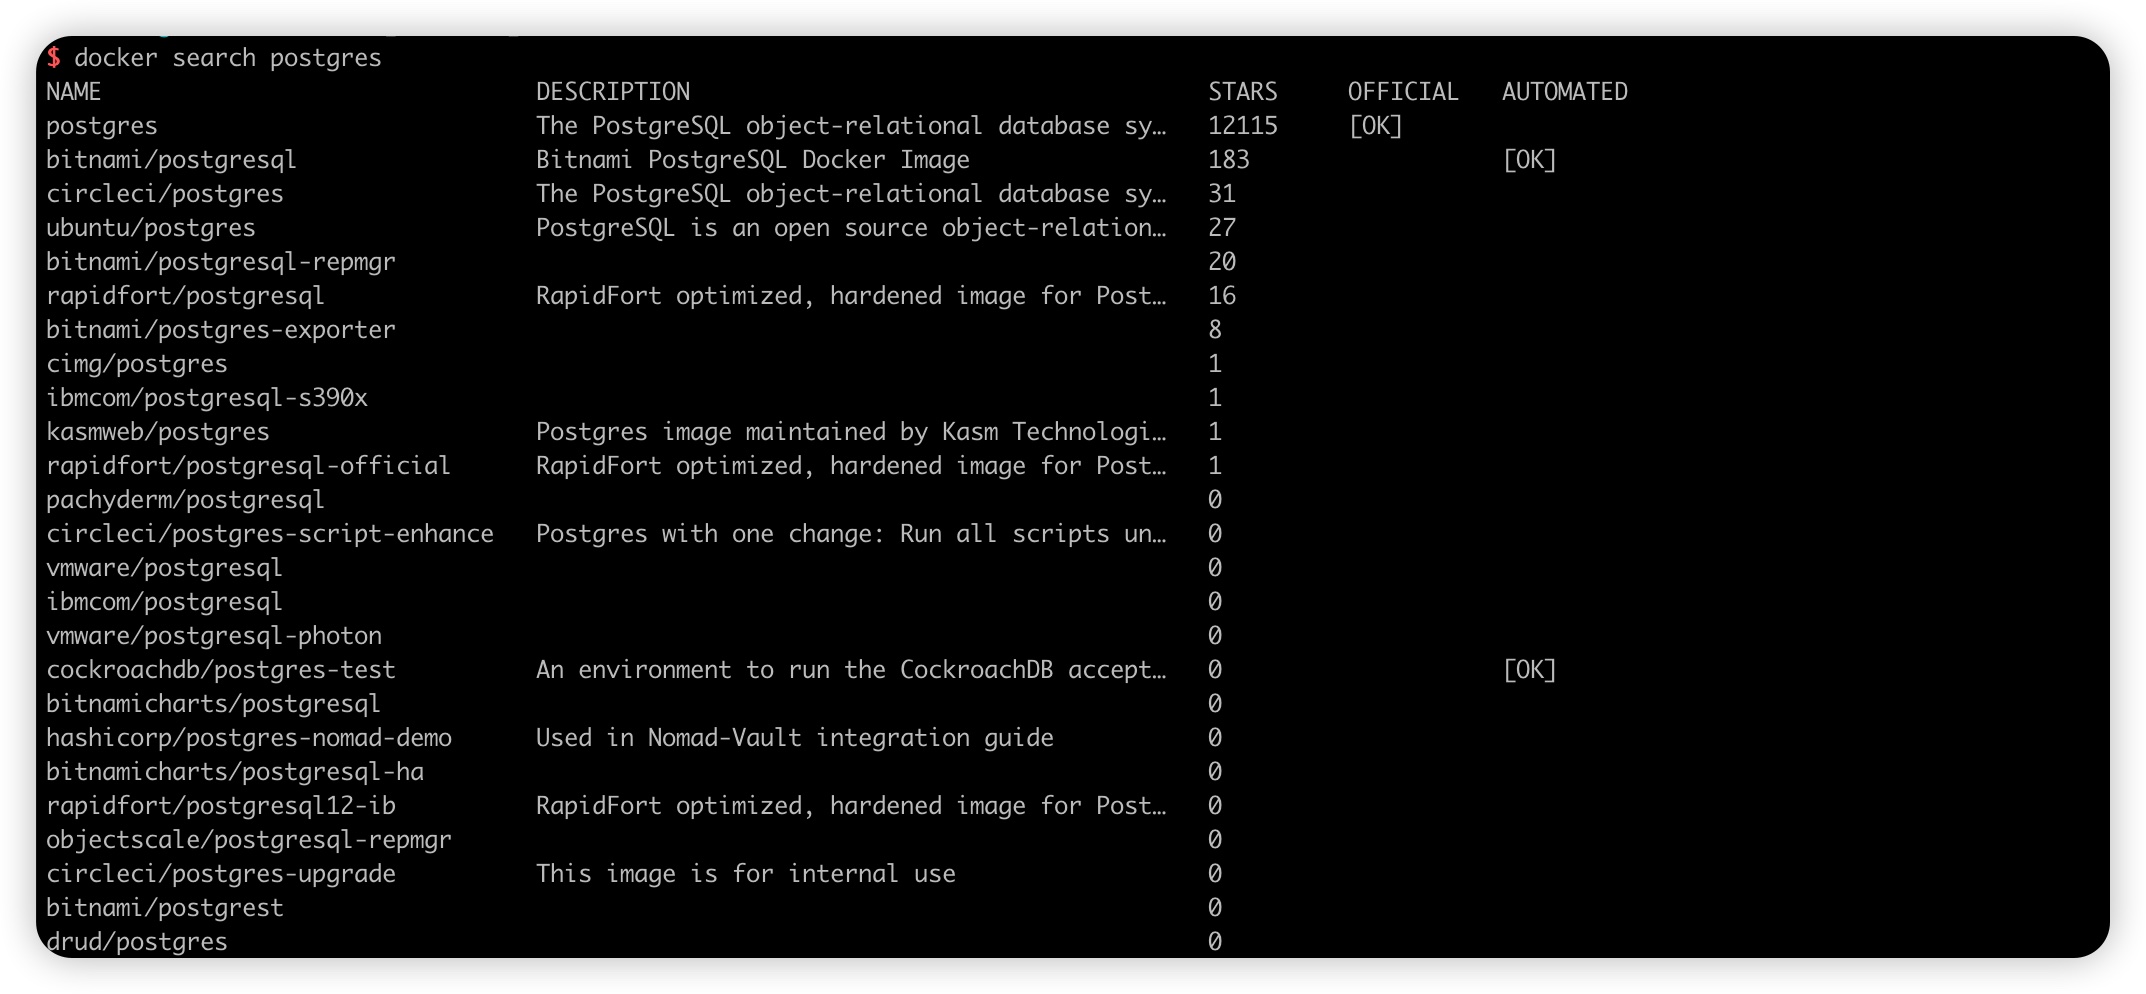 $ docker search postgres
NAME DESCRIPTION STARS OFFICIAL AUTOMATED
postgres The PostgreSQL object-relational database sy… 12115 [OK]
bitnami/postgresql Bitnami PostgreSQL Docker Image 183 [OK]
circleci/postgres The PostgreSQL object-relational database sy… 31
ubuntu/postgres PostgreSQL is an open source object-relation… 27
bitnami/postgresql-repmgr 20
rapidfort/postgresql RapidFort optimized, hardened image for Post… 16
bitnami/postgres-exporter 8
cimg/postgres 1
ibmcom/postgresql-s390x 1
kasmweb/postgres Postgres image maintained by Kasm Technologi… 1
rapidfort/postgresql-official RapidFort optimized, hardened image for Post… 1
pachyderm/postgresql 0
circleci/postgres-script-enhance Postgres with one change: Run all scripts un… 0
vmware/postgresql 0
ibmcom/postgresql 0
vmware/postgresql-photon 0
cockroachdb/postgres-test An environment to run the CockroachDB accept… 0 [OK]
bitnamicharts/postgresql 0
hashicorp/postgres-nomad-demo Used in Nomad-Vault integration guide 0
bitnamicharts/postgresql-ha 0
rapidfort/postgresql12-ib RapidFort optimized, hardened image for Post… 0
objectscale/postgresql-repmgr 0
circleci/postgres-upgrade This image is for internal use 0
bitnami/postgrest 0
drud/postgres 0